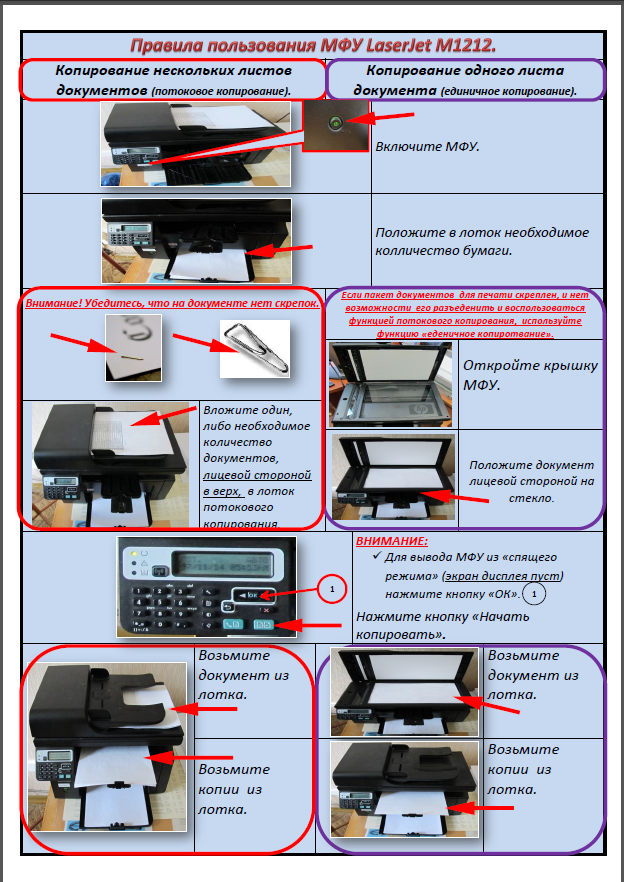 Правила пользования МФУ LaserJet M1212.
Копирование нескольких листов
документов (потоковое копирование).
Копирование одного листа
документа (единичное копирование).
Включите МФУ.
Положите в лоток необходимое
колличество бумаги.
Внимание! Убедитесь, что на документе нет скрепок.
Если пакет документов для печати скреплен, и нет
возможности его разъеденить и воспользоваться
функцией потокового копирования, используйте
функцию «еденичное копиротвание».
Откройте крышку
МФУ.
Вложите один,
либо необходимое
количество
документов,
лицевой стороной
в верх, в лоток
потокового
копирования.
Положите документ
лицевой стороной на
стекло.
1
ВНИМАНИЕ:
✓ Для вывода МФУ из «спящего
режима» (экран дисплея пуст)
нажмите кнопку «ОК». 1
Нажмите кнопку «Начать
копировать».
Возьмите
документ из
лотка.
Возьмите
копии из
лотка.
Возьмите
документ из
лотка.
Возьмите
копии из
лотка.